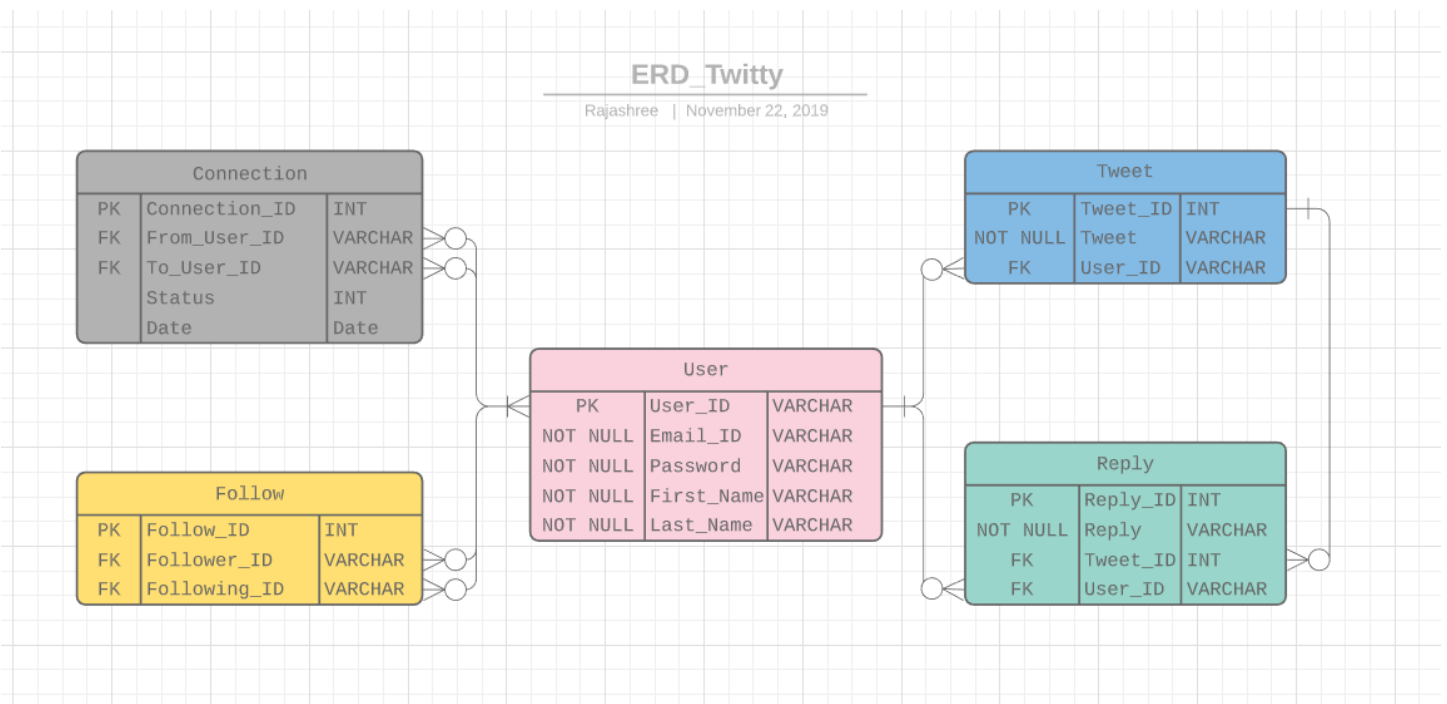 ERD_Twitty
Rajashree | November 22, 2019
Connection
PK Connection_ID INT
FK From_User_ID VARCHAR
FK To_User_ID VARCHAR
Status INT
Date Date
Tweet
PK Tweet_ID INT
NOT NULL Tweet VARCHAR
FK User_ID VARCHAR
User
PK User_ID VARCHAR
NOT NULL Email_ID VARCHAR
NOT NULL Password VARCHAR
NOT NULL First_Name VARCHAR
NOT NULL Last_Name VARCHAR
Follow
PK Follow_ID INT
FK Follower_ID VARCHAR
FK Following_ID VARCHAR
Reply
PK Reply_ID INT
NOT NULL Reply VARCHAR
FK Tweet_ID INT
FK User_ID VARCHAR